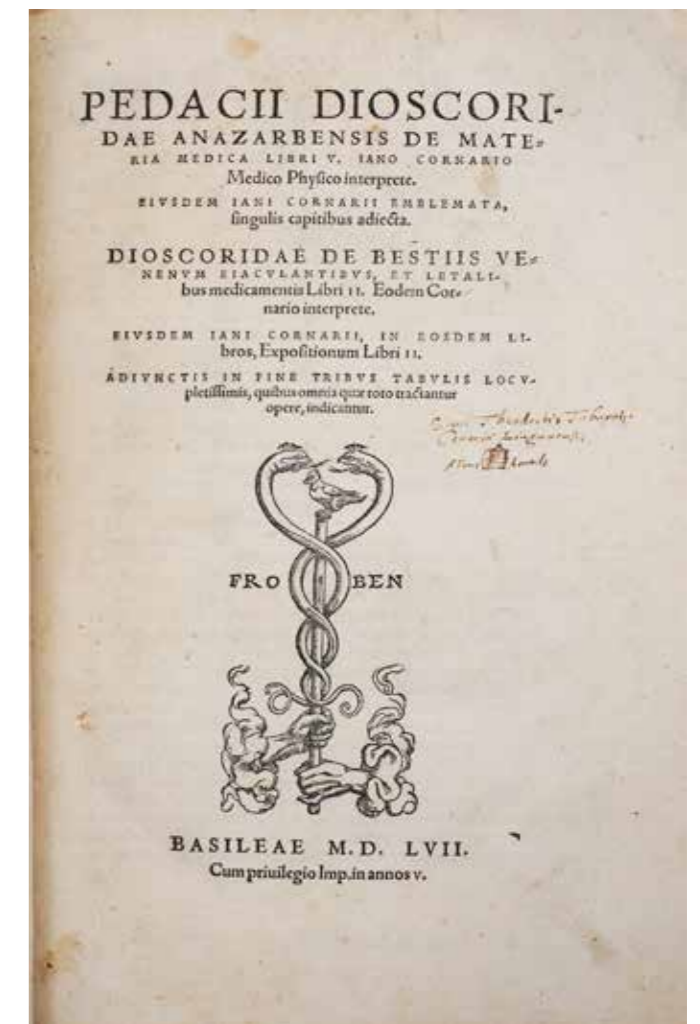 PEDACII DIOSCORI-
DAE ANAZARBENSIS DE MATE-
RIA MEDICA LIBRI V. IANO CORNARIO
Medico Physico interprete.
EIVSDEM IANI CORNARII EMBLEMATA,
singulis capitibus adiecta.
DIOSCORIDAE DE BESTIIS VE-
NENVM EIACVLANTIBVS, ET LETALI-
bus medicamentis Libri II. Eodem Cor-
nario interprete.
EIVSDEM IANI CORNARII, IN EOSDEM LI-
bros, Expositionum Libri II.
ADIVNCTIS IN FINE TRIBVS TABVLIS LOCV-
pletissimis, quibus omnia quæ toto tractantur
opere, indicantur.
FRO BEN
BASILEAE M. D. LVII.
Cum priuilegio Imp. in annos v.